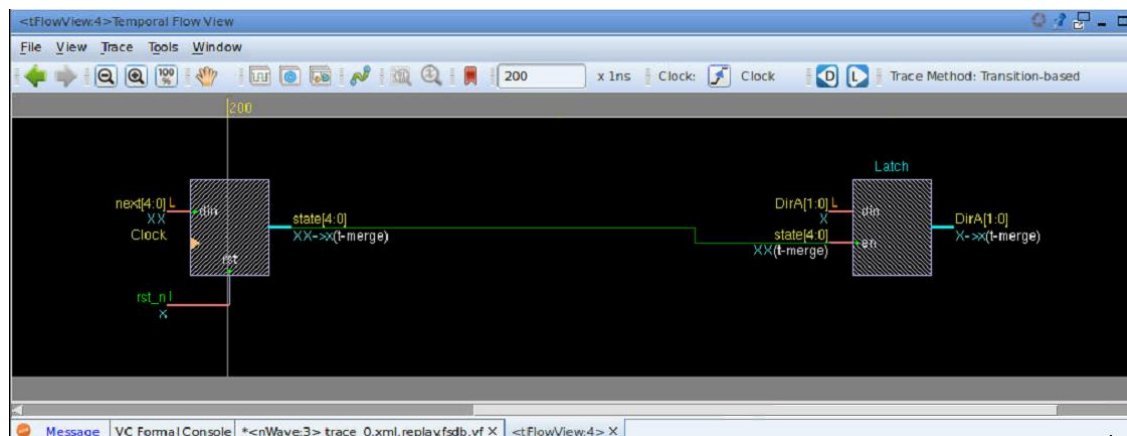 <tFlowView:4>Temporal Flow View
File View Trace Tools Window
100 % 200 x 1ns Clock: Clock D L Trace Method: Transition-based
200
Latch
next[4:0] L
XX
din
Clock
state[4:0]
XX->x(t-merge)
rst
rst_n I
x
DirA[1:0] L
X
din
state[4:0]
XX(t-merge)
en
DirA[1:0]
X->x(t-merge)
Message VC Formal Console *<nWave:3> trace_0.xml.replay.fsdb.vf X <tFlowView:4> X